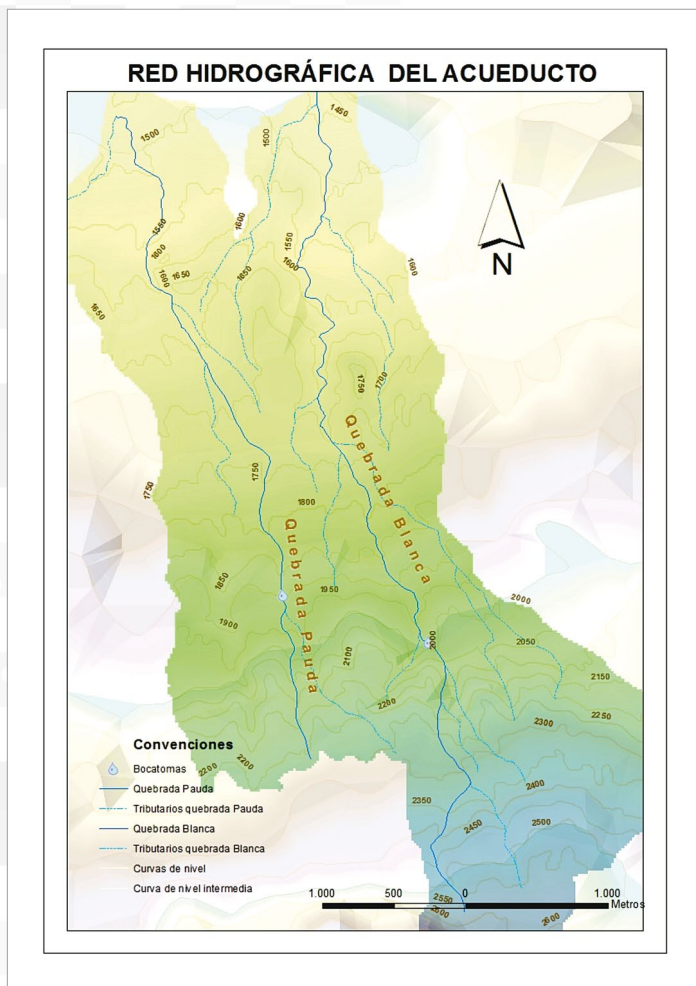 RED HIDROGRÁFICA DEL ACUEDUCTO
1450
1500
1600
1600
1550
1550
1600
1600
1650
1600
1650
1600
1650
1750
1700
1750
1750
1800
Quebrada Blanca
Quebrada Pauda
1850
1950
1900
2000
2000
2050
2100
2150
2200
2250
2300
2200
2200
2350
2400
2450
2500
2550
2600
2600
N
Convenciones
Bocatomas
Quebrada Pauda
Tributarios quebrada Pauda
Quebrada Blanca
Tributarios quebrada Blanca
Curvas de nivel
Curva de nivel intermedia
1.000 500 0 1.000
Metros